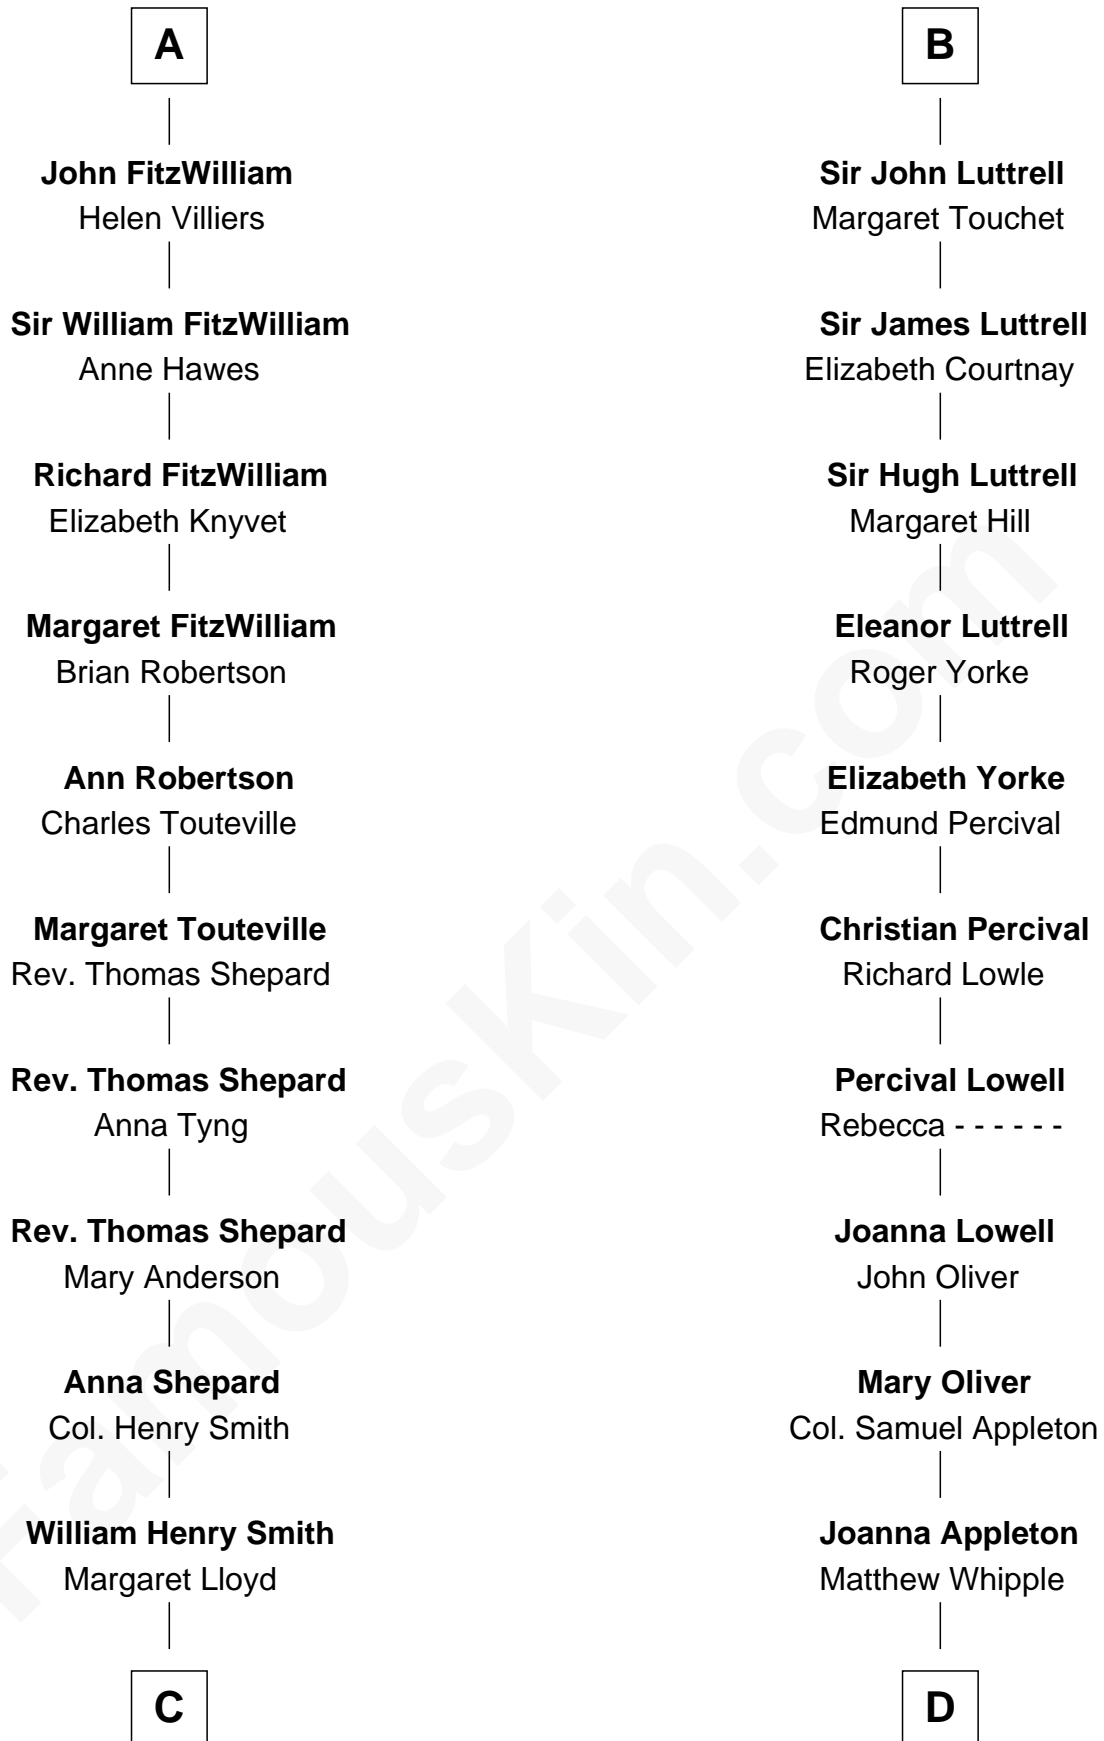 A
John FitzWilliam
Helen Villiers
Sir William FitzWilliam
Anne Hawes
Richard FitzWilliam
Elizabeth Knyvet
Margaret FitzWilliam
Brian Robertson
Ann Robertson
Charles Touteville
Margaret Touteville
Rev. Thomas Shepard
Rev. Thomas Shepard
Anna Tyng
Rev. Thomas Shepard
Mary Anderson
Anna Shepard
Col. Henry Smith
William Henry Smith
Margaret Lloyd
C
B
Sir John Luttrell
Margaret Touchet
Sir James Luttrell
Elizabeth Courtnay
Sir Hugh Luttrell
Margaret Hill
Eleanor Luttrell
Roger Yorke
Elizabeth Yorke
Edmund Percival
Christian Percival
Richard Lowle
Percival Lowell
Rebecca - - - - - -
Joanna Lowell
John Oliver
Mary Oliver
Col. Samuel Appleton
Joanna Appleton
Matthew Whipple
D
FamousKin.com